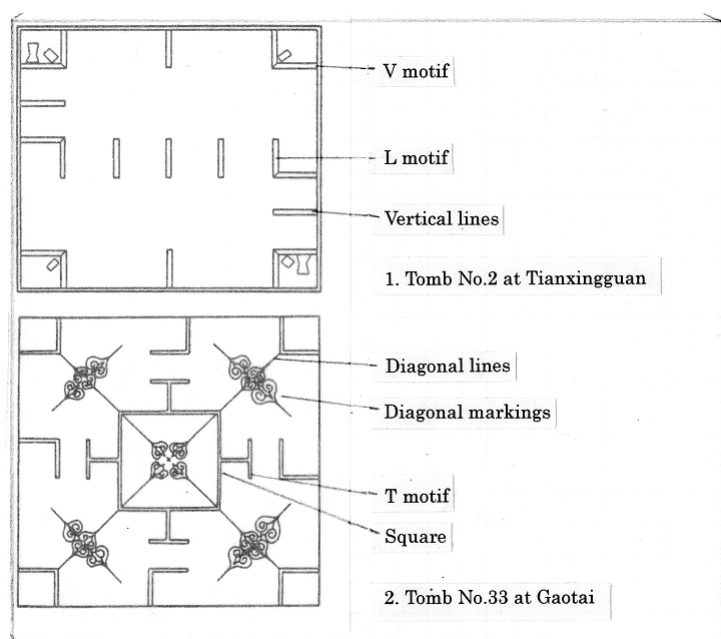 V motif
L motif
Vertical lines
1. Tomb No.2 at Tianxingguan
Diagonal lines
Diagonal markings
T motif
Square
2. Tomb No.33 at Gaotai